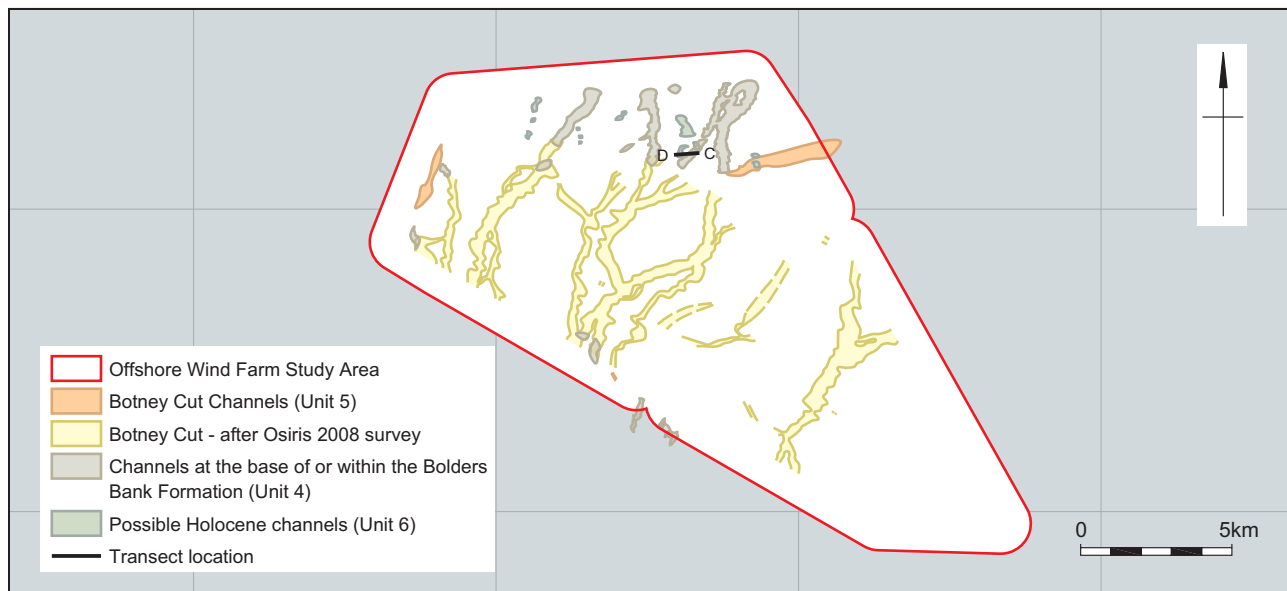 D C
Offshore Wind Farm Study Area
Botney Cut Channels (Unit 5)
Botney Cut - after Osiris 2008 survey
Channels at the base of or within the Bolders
Bank Formation (Unit 4)
Possible Holocene channels (Unit 6)
Transect location
0 5km